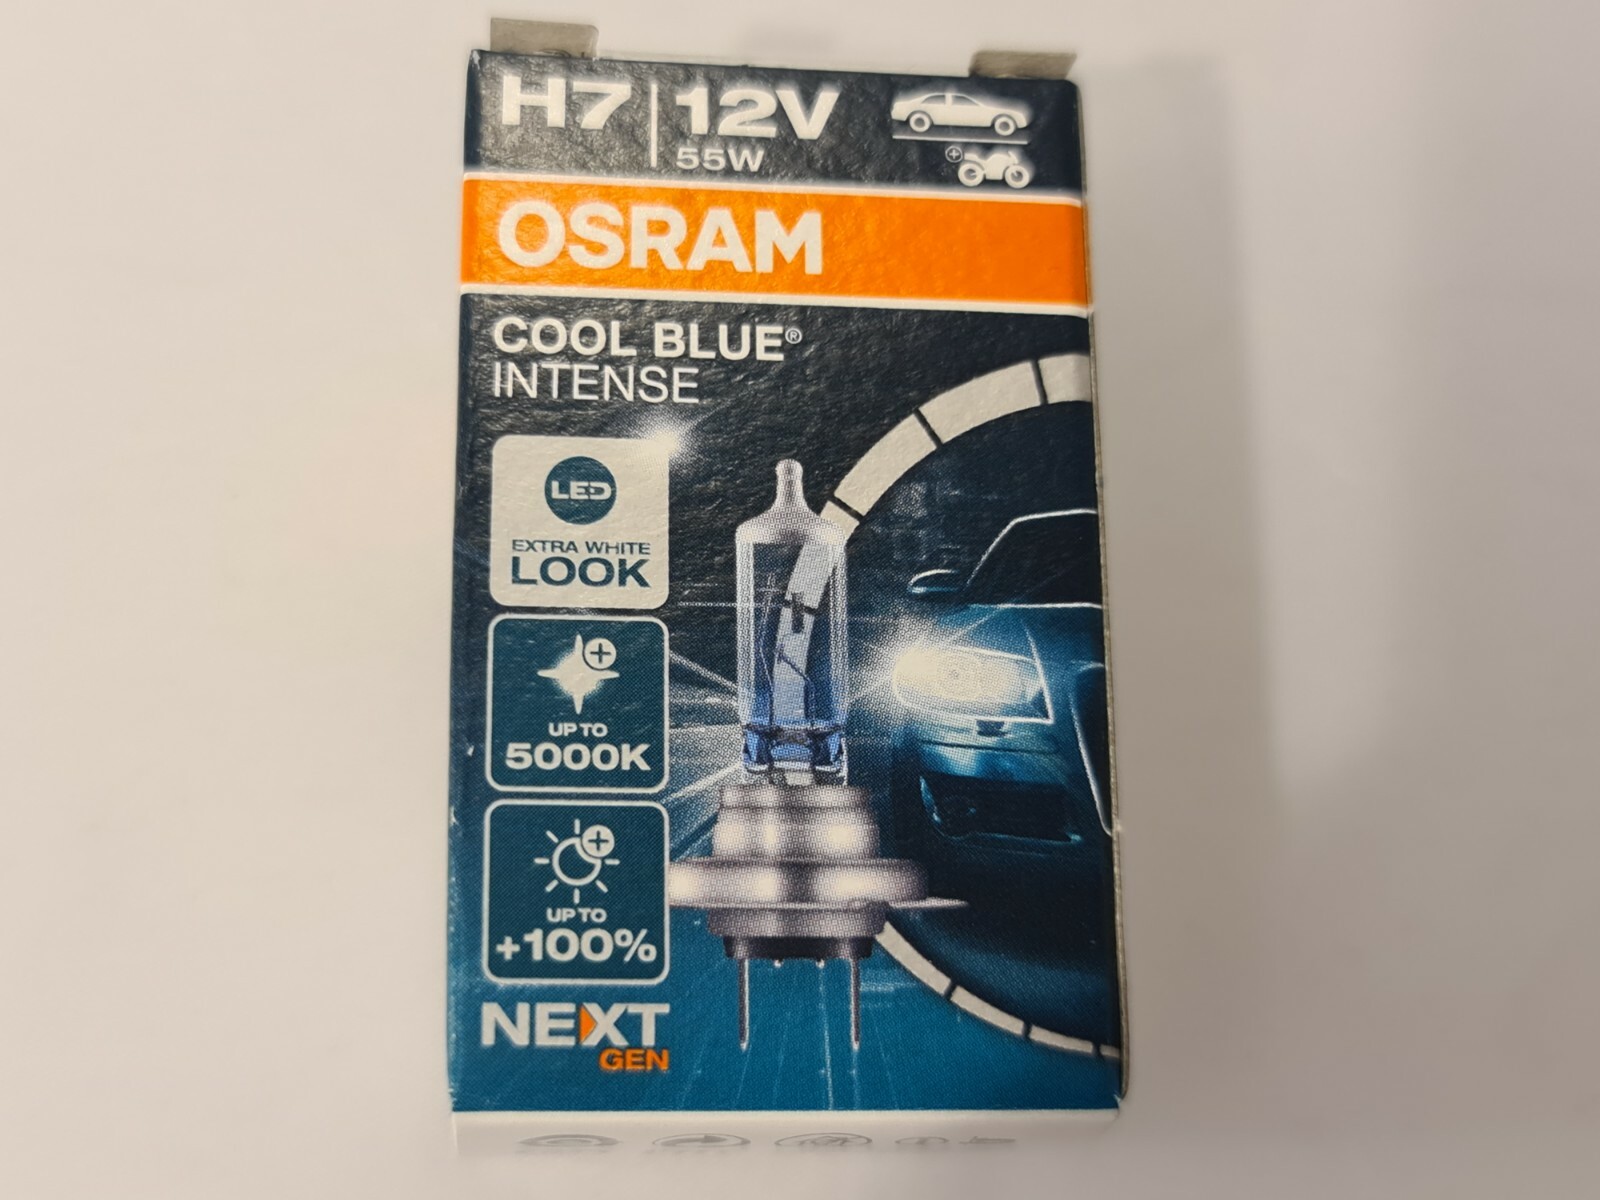 H7 | 12V
55W
OSRAM
COOL BLUE®
INTENSE
LED
EXTRA WHITE
LOOK
UP TO
5000K
UP TO
+100%
NEXT
GEN